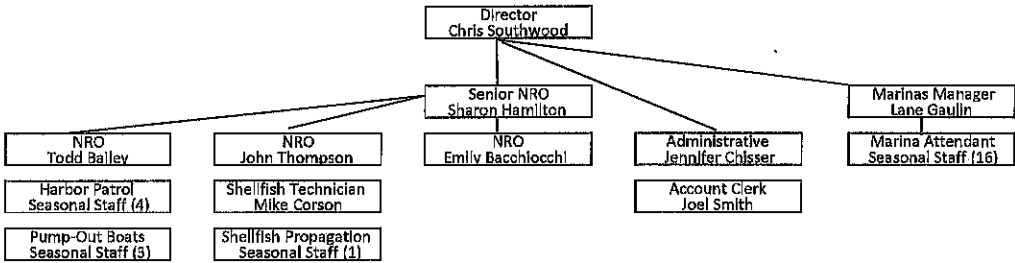 Director
Chris Southwood
Senior NRO
Sharon Hamilton
Marinas Manager
Lane Gaulin
NRO
Todd Bailey
NRO
John Thompson
NRO
Emily Bacchiocchi
Administrative
Jennifer Chisser
Marina Attendant
Seasonal Staff (16)
Harbor Patrol
Seasonal Staff (4)
Shellfish Technician
Mike Corson
Account Clerk
Joel Smith
Pump-Out Boats
Seasonal Staff (3)
Shellfish Propagation
Seasonal Staff (1)